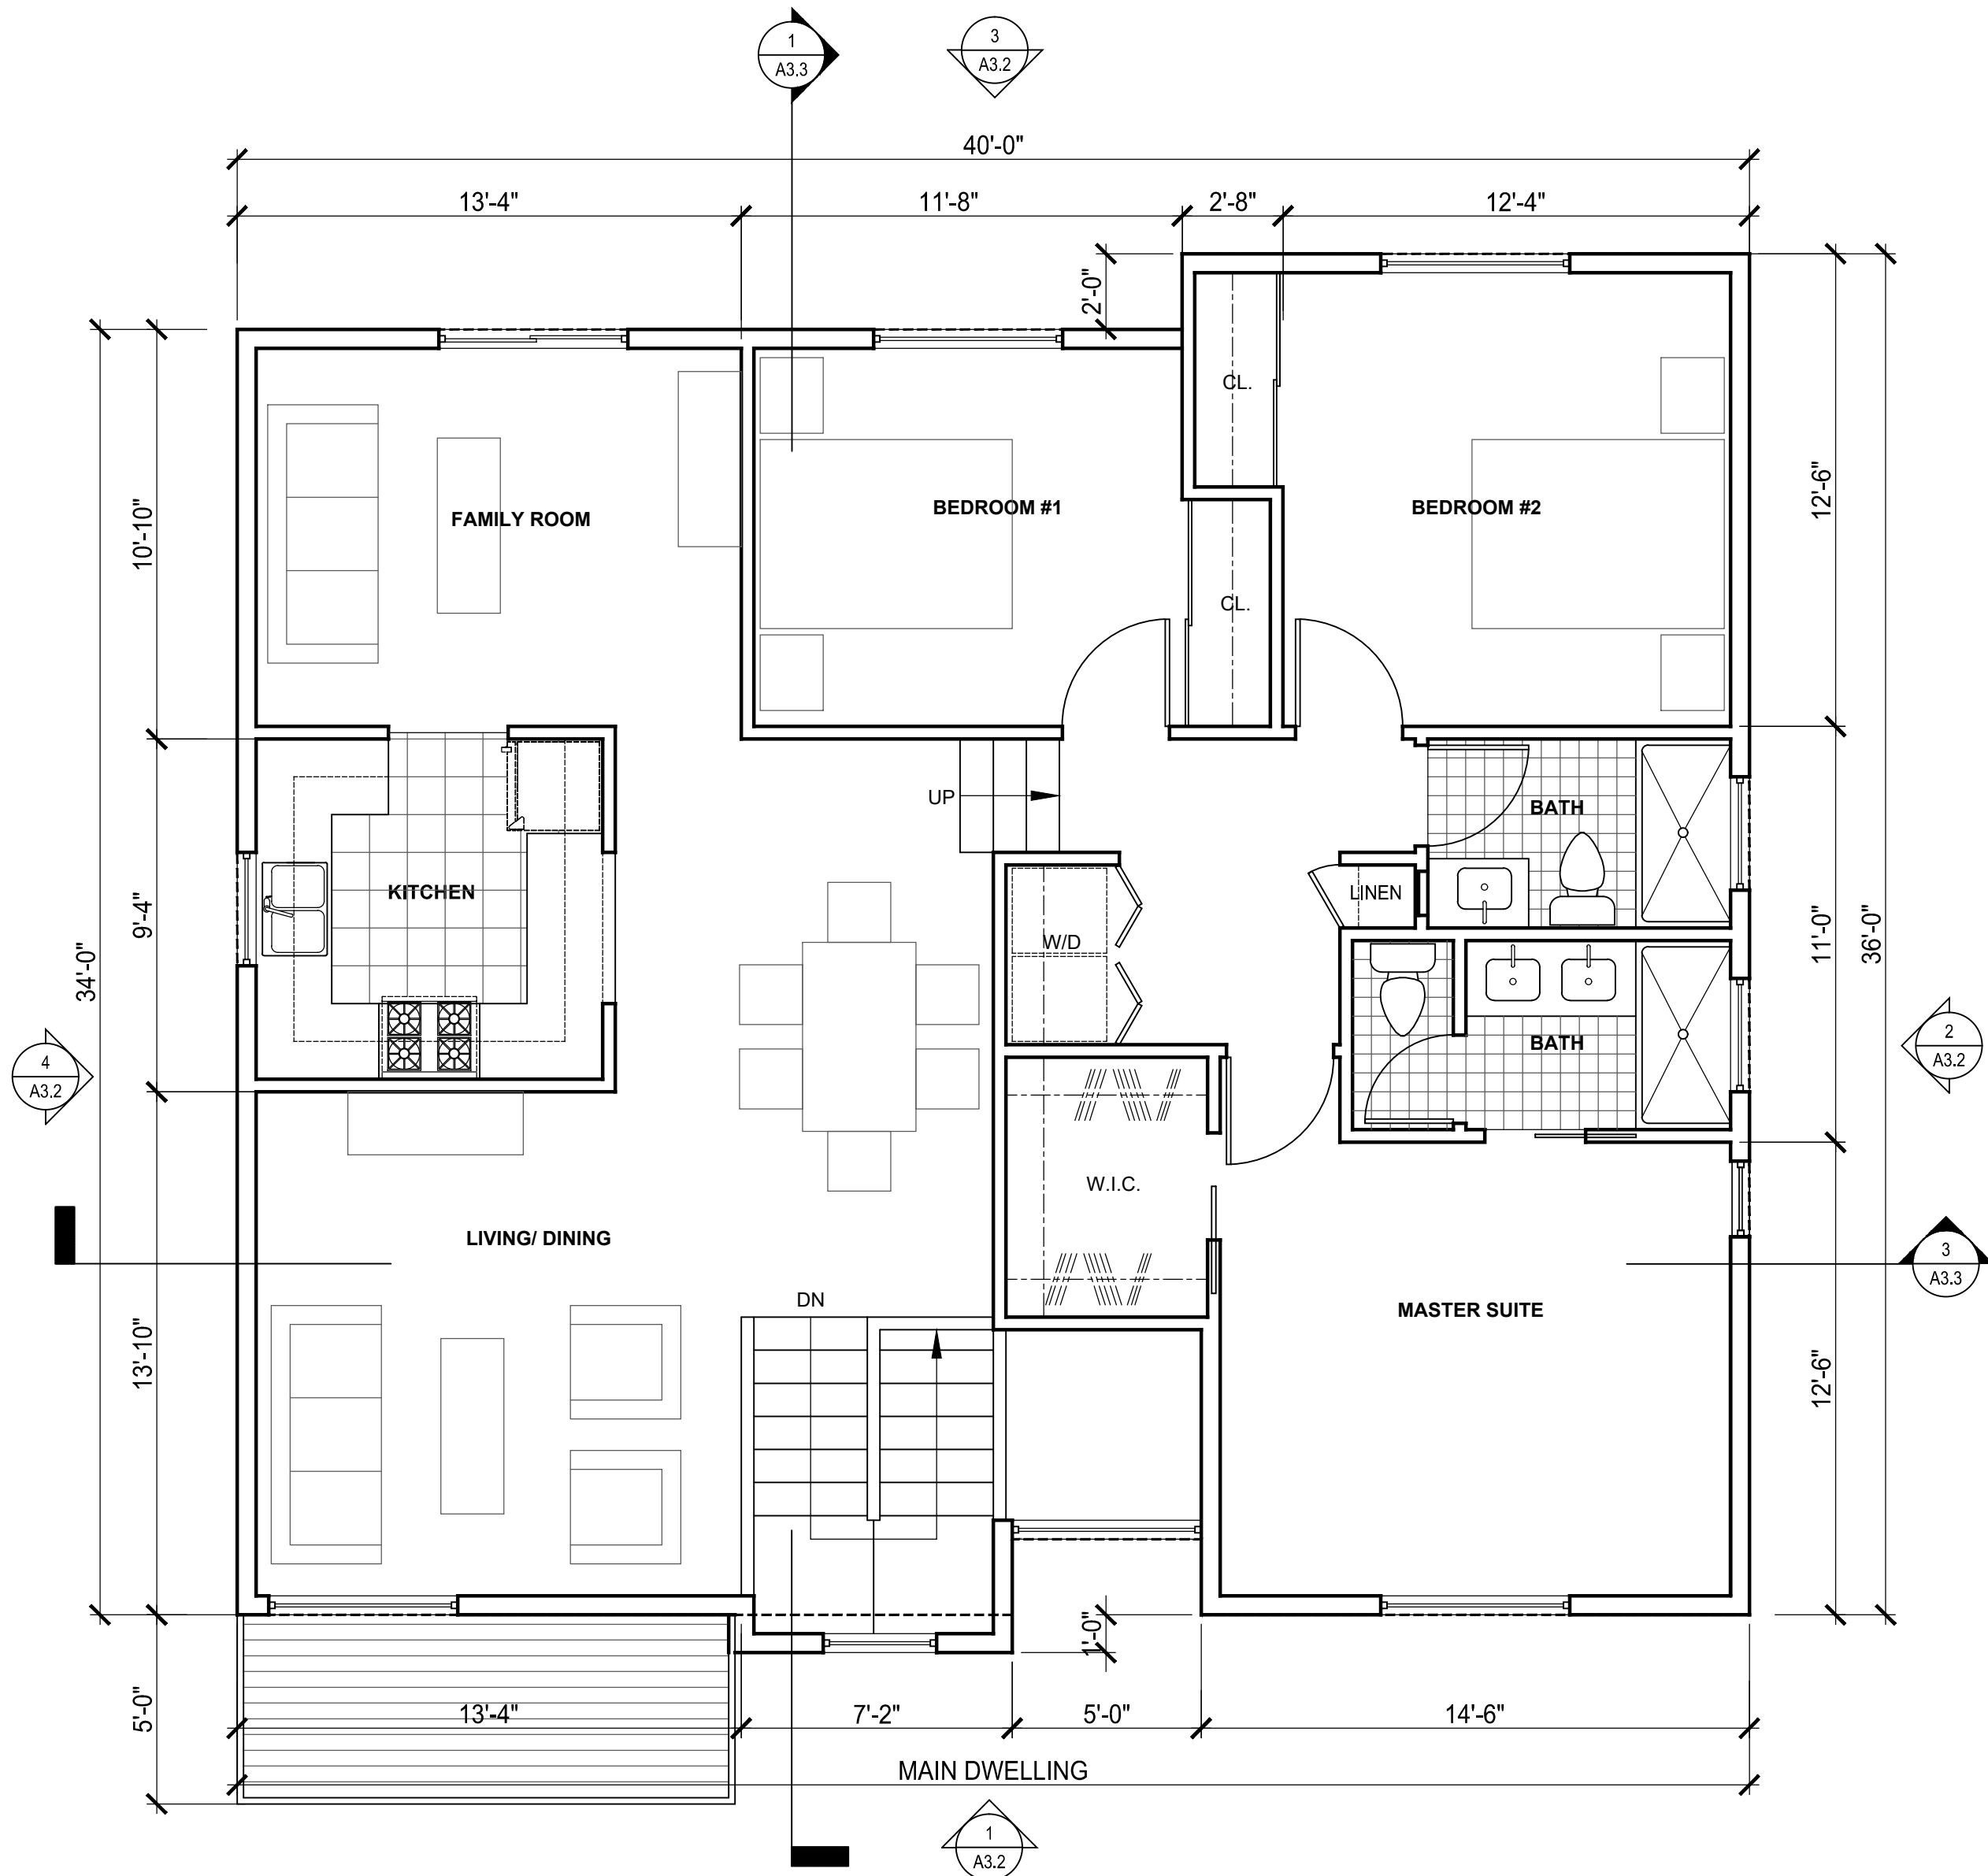 1
A3.3
3
A3.2
40'-0"
13'-4"
11'-8"
2'-8"
12'-4"
2'-0"
CL.
FAMILY ROOM
BEDROOM #1
BEDROOM #2
10'-10"
12'-6"
CL.
UP
BATH
KITCHEN
LINEN
9'-4"
W/D
34'-0"
11'-0"
36'-0"
BATH
4
A3.2
2
A3.2
W.I.C.
LIVING/ DINING
3
A3.3
DN
MASTER SUITE
13'-10"
12'-6"
1'-0"
5'-0"
13'-4"
7'-2"
5'-0"
14'-6"
MAIN DWELLING
1
A3.2